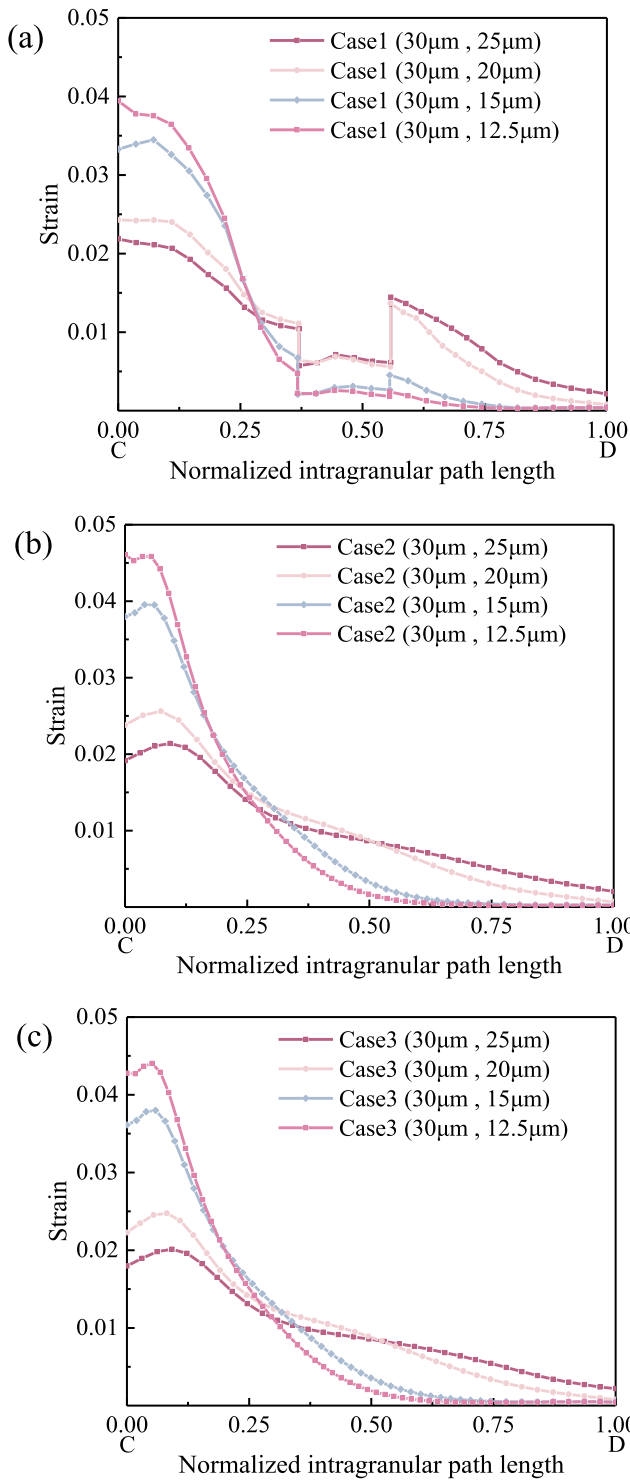 (a)
0.05
0.04
0.03
0.02
0.01
Strain
Case1 (30μm , 25μm)
Case1 (30μm , 20μm)
Case1 (30μm , 15μm)
Case1 (30μm , 12.5μm)
0.00 0.25 0.50 0.75 1.00
C D
Normalized intragranular path length
(b)
0.05
0.04
0.03
0.02
0.01
Strain
Case2 (30μm , 25μm)
Case2 (30μm , 20μm)
Case2 (30μm , 15μm)
Case2 (30μm , 12.5μm)
0.00 0.25 0.50 0.75 1.00
C D
Normalized intragranular path length
(c)
0.05
0.04
0.03
0.02
0.01
Strain
Case3 (30μm , 25μm)
Case3 (30μm , 20μm)
Case3 (30μm , 15μm)
Case3 (30μm , 12.5μm)
0.00 0.25 0.50 0.75 1.00
C D
Normalized intragranular path length